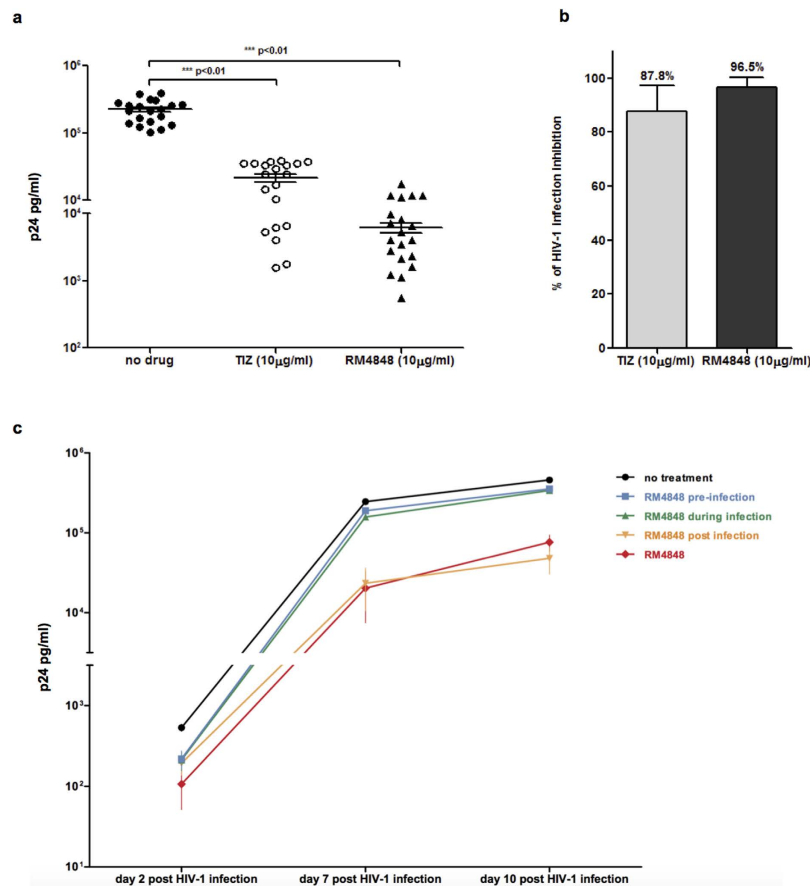 a
*** p<0.01
*** p<0.01
p24 pg/ml
10⁶
10⁵
10⁴
10⁴
10³
10²
no drug
TIZ (10µg/ml)
RM4848 (10µg/ml)
b
% of HIV-1 infection inhibition
100
80
60
40
20
0
87.8%
96.5%
TIZ (10µg/ml)
RM4848 (10µg/ml)
c
p24 pg/ml
10⁶
10⁵
10⁴
10³
10²
10¹
day 2 post HIV-1 infection
day 7 post HIV-1 infection
day 10 post HIV-1 infection
no treatment
RM4848 pre-infection
RM4848 during infection
RM4848 post infection
RM4848